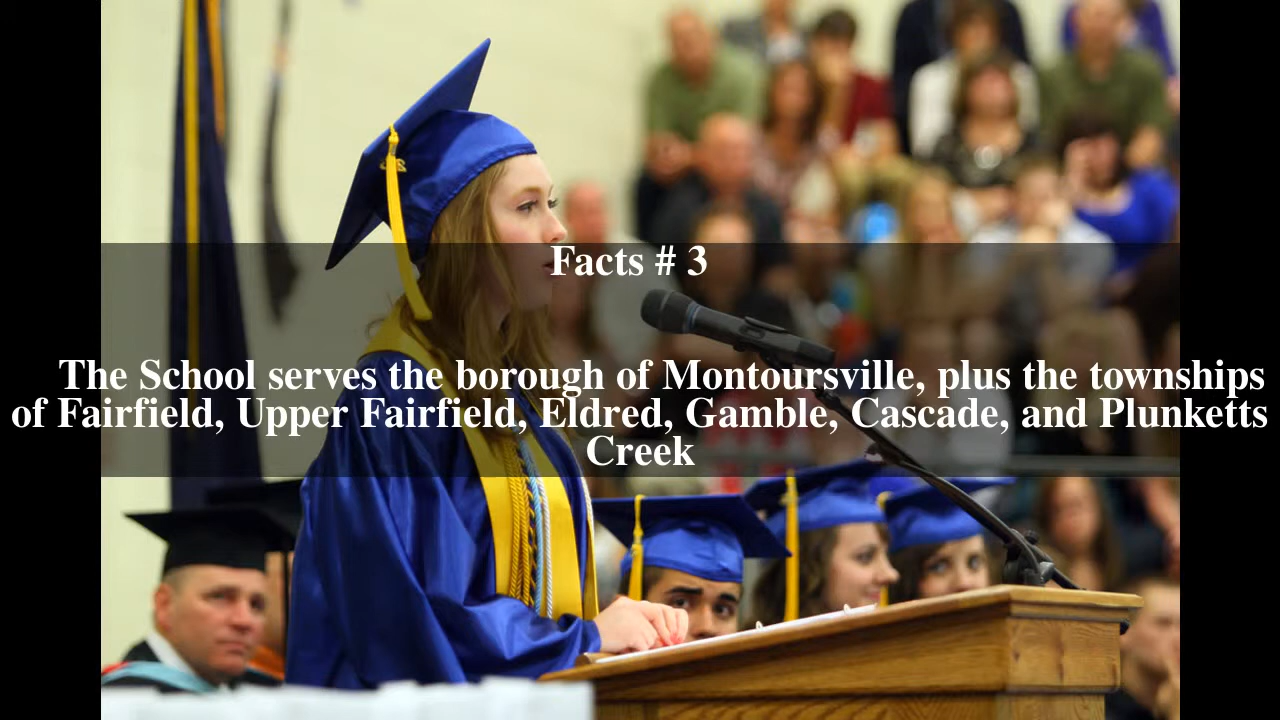 Facts # 3
The School serves the borough of Montoursville, plus the townships
of Fairfield, Upper Fairfield, Eldred, Gamble, Cascade, and Plunketts
Creek